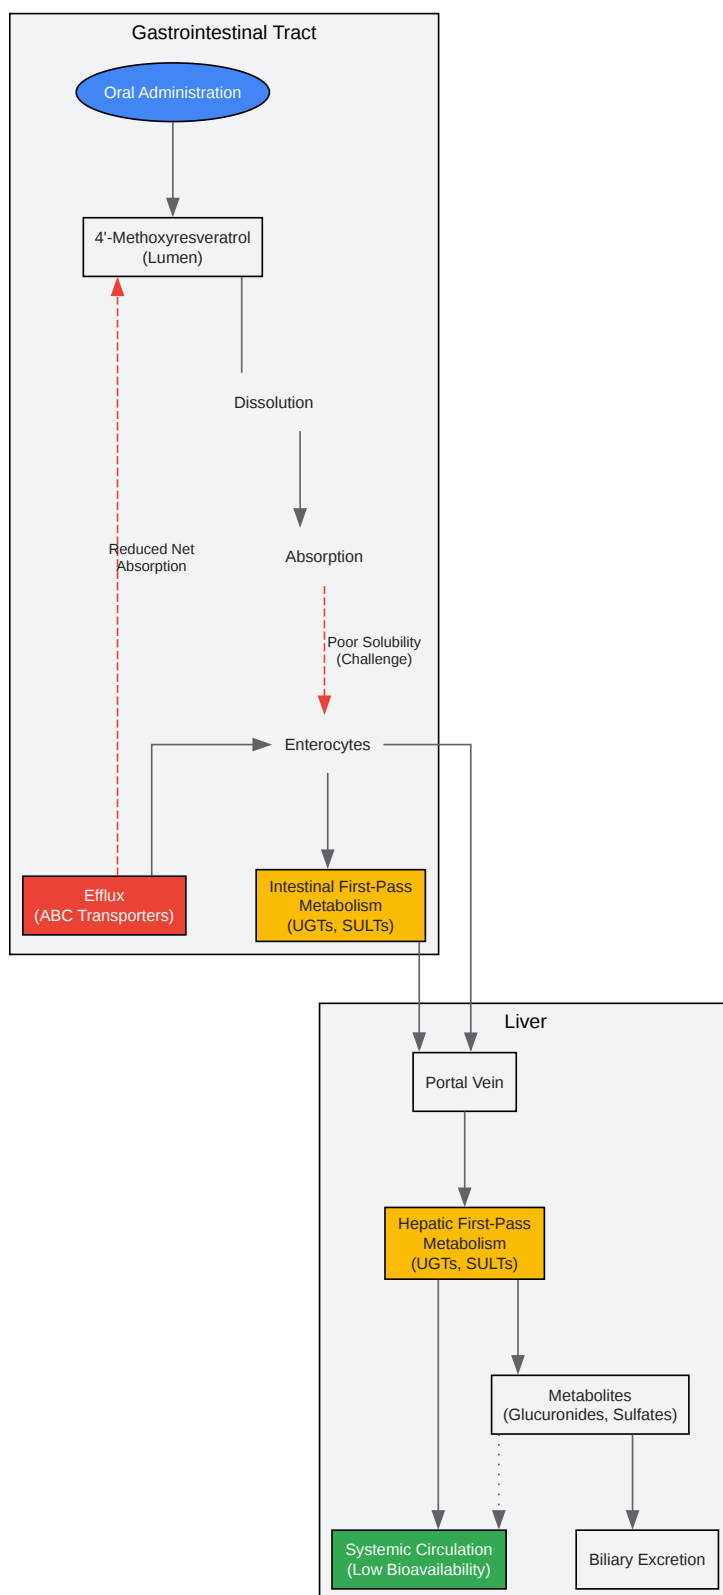 Gastrointestinal Tract
Oral Administration
4'-Methoxyresveratrol
(Lumen)
Dissolution
Reduced Net
Absorption
Absorption
Poor Solubility
(Challenge)
Enterocytes
Efflux
(ABC Transporters)
Intestinal First-Pass
Metabolism
(UGTs, SULTs)
Liver
Portal Vein
Hepatic First-Pass
Metabolism
(UGTs, SULTs)
Metabolites
(Glucuronides, Sulfates)
Systemic Circulation
(Low Bioavailability)
Biliary Excretion